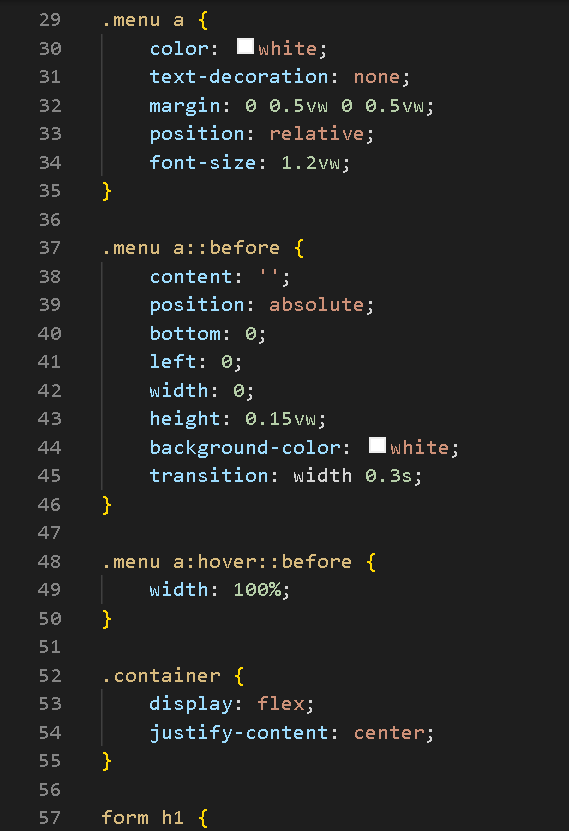 29 .menu a {
30 color: white;
31 text-decoration: none;
32 margin: 0 0.5vw 0 0.5vw;
33 position: relative;
34 font-size: 1.2vw;
35 }
36
37 .menu a::before {
38 content: '';
39 position: absolute;
40 bottom: 0;
41 left: 0;
42 width: 0;
43 height: 0.15vw;
44 background-color: white;
45 transition: width 0.3s;
46 }
47
48 .menu a:hover::before {
49 width: 100%;
50 }
51
52 .container {
53 display: flex;
54 justify-content: center;
55 }
56
57 form h1 {